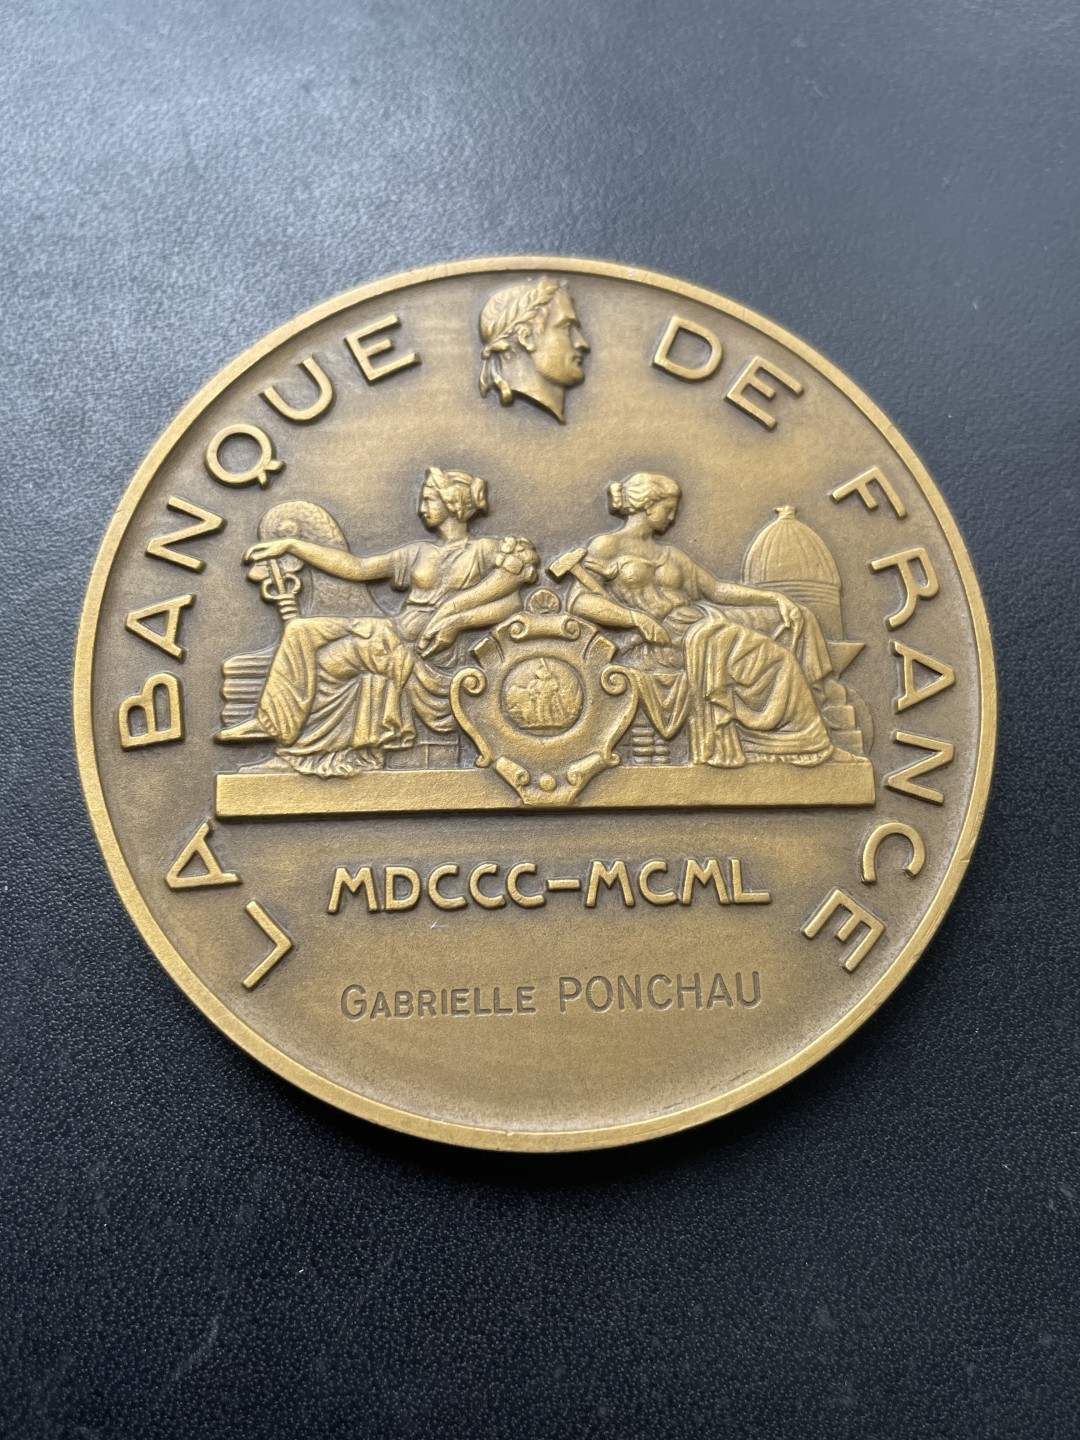 LA BANQUE DE FRANCE
MDCCC-MCML
GABRIELLE PONCHAU